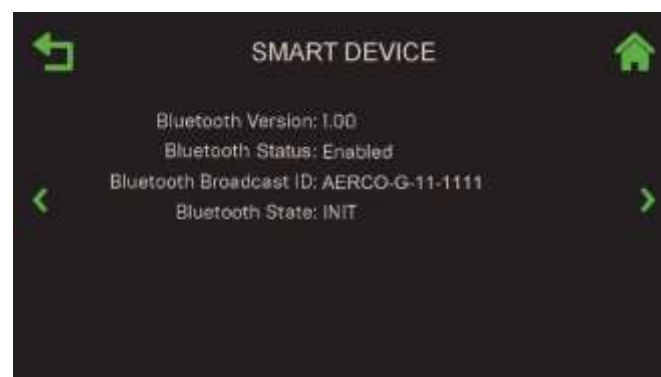 SMART DEVICE
Bluetooth Version: 1.00
Bluetooth Status: Enabled
Bluetooth Broadcast ID: AERCO-G-11-1111
Bluetooth State: INIT